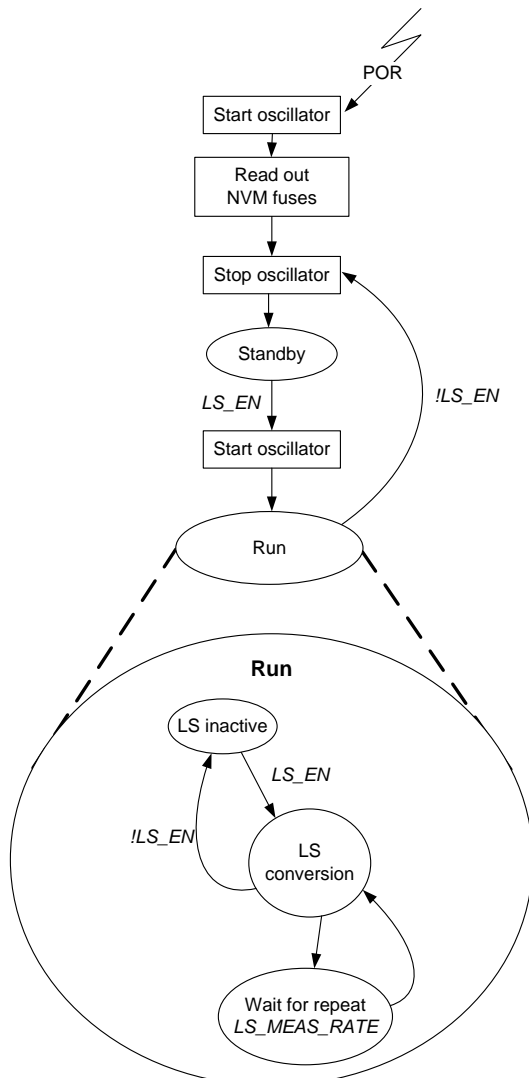 POR
Start oscillator
Read out
NVM fuses
Stop oscillator
Standby
LS_EN
!LS_EN
Start oscillator
Run
Run
LS inactive
LS_EN
!LS_EN
LS
conversion
Wait for repeat
LS_MEAS_RATE